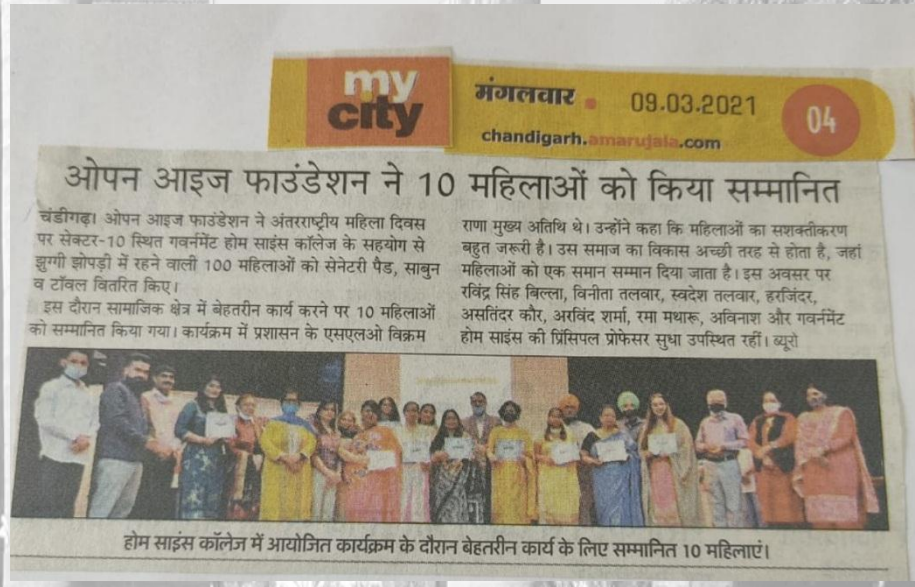 my
city
मंगलवार
09.03.2021
04
chandigarh.amarujala.com
ओपन आइज फाउंडेशन ने 10 महिलाओं को किया सम्मानित
चंडीगढ़। ओपन आइज फाउंडेशन ने अंतरराष्ट्रीय महिला दिवस
पर सेक्टर-10 स्थित गवर्नमेंट होम साइंस कॉलेज के सहयोग से
झुग्गी झोपड़ी में रहने वाली 100 महिलाओं को सेनेटरी पैड, साबुन
व टॉवल वितरित किए।
इस दौरान सामाजिक क्षेत्र में बेहतरीन कार्य करने पर 10 महिलाओं
को सम्मानित किया गया। कार्यक्रम में प्रशासन के एसएलओ विक्रम
राणा मुख्य अतिथि थे। उन्होंने कहा कि महिलाओं का सशक्तीकरण
बहुत जरूरी है। उस समाज का विकास अच्छी तरह से होता है, जहां
महिलाओं को एक समान सम्मान दिया जाता है। इस अवसर पर
रविंद्र सिंह बिल्ला, विनीता तलवार, स्वदेश तलवार, हरजिंदर,
असतिंदर कौर, अरविंद शर्मा, रमा मथारू, अविनाश और गवर्नमेंट
होम साइंस की प्रिंसिपल प्रोफेसर सुधा उपस्थित रहीं। ब्यूरो
होम साइंस कॉलेज में आयोजित कार्यक्रम के दौरान बेहतरीन कार्य के लिए सम्मानित 10 महिलाएं।